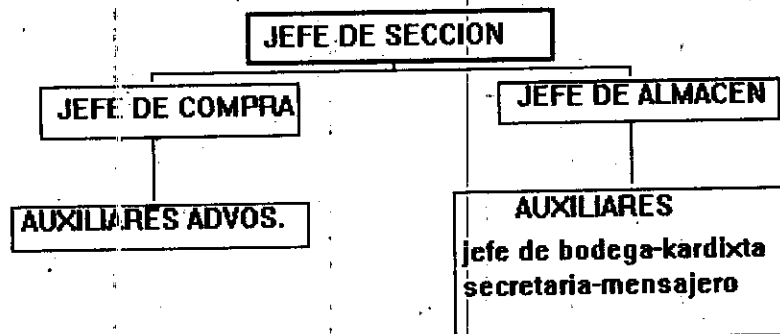 JEFE DE SECCION
JEFE DE COMPRA
JEFE DE ALMACEN
AUXILIARES ADVOS.
AUXILIARES
jefe de bodega-kardixta
secretaria-mensajero